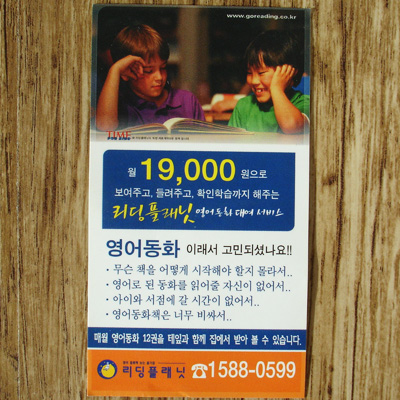 www.goreading.co.kr
TIME
월 19,000 원으로
보여주고, 들려주고, 확인학습까지 해주는
리딩플래닛 영어동화 대여 서비스
영어동화 이래서 고민되셨나요!!
· 무슨 책을 어떻게 시작해야 할지 몰라서..
· 영어로 된 동화를 읽어줄 자신이 없어서..
· 아이와 서점에 갈 시간이 없어서..
· 영어동화책은 너무 비싸서..
매월 영어동화 12권을 테잎과 함께 집에서 받아 볼 수 있습니다.
리딩플래닛 ☎1588-0599